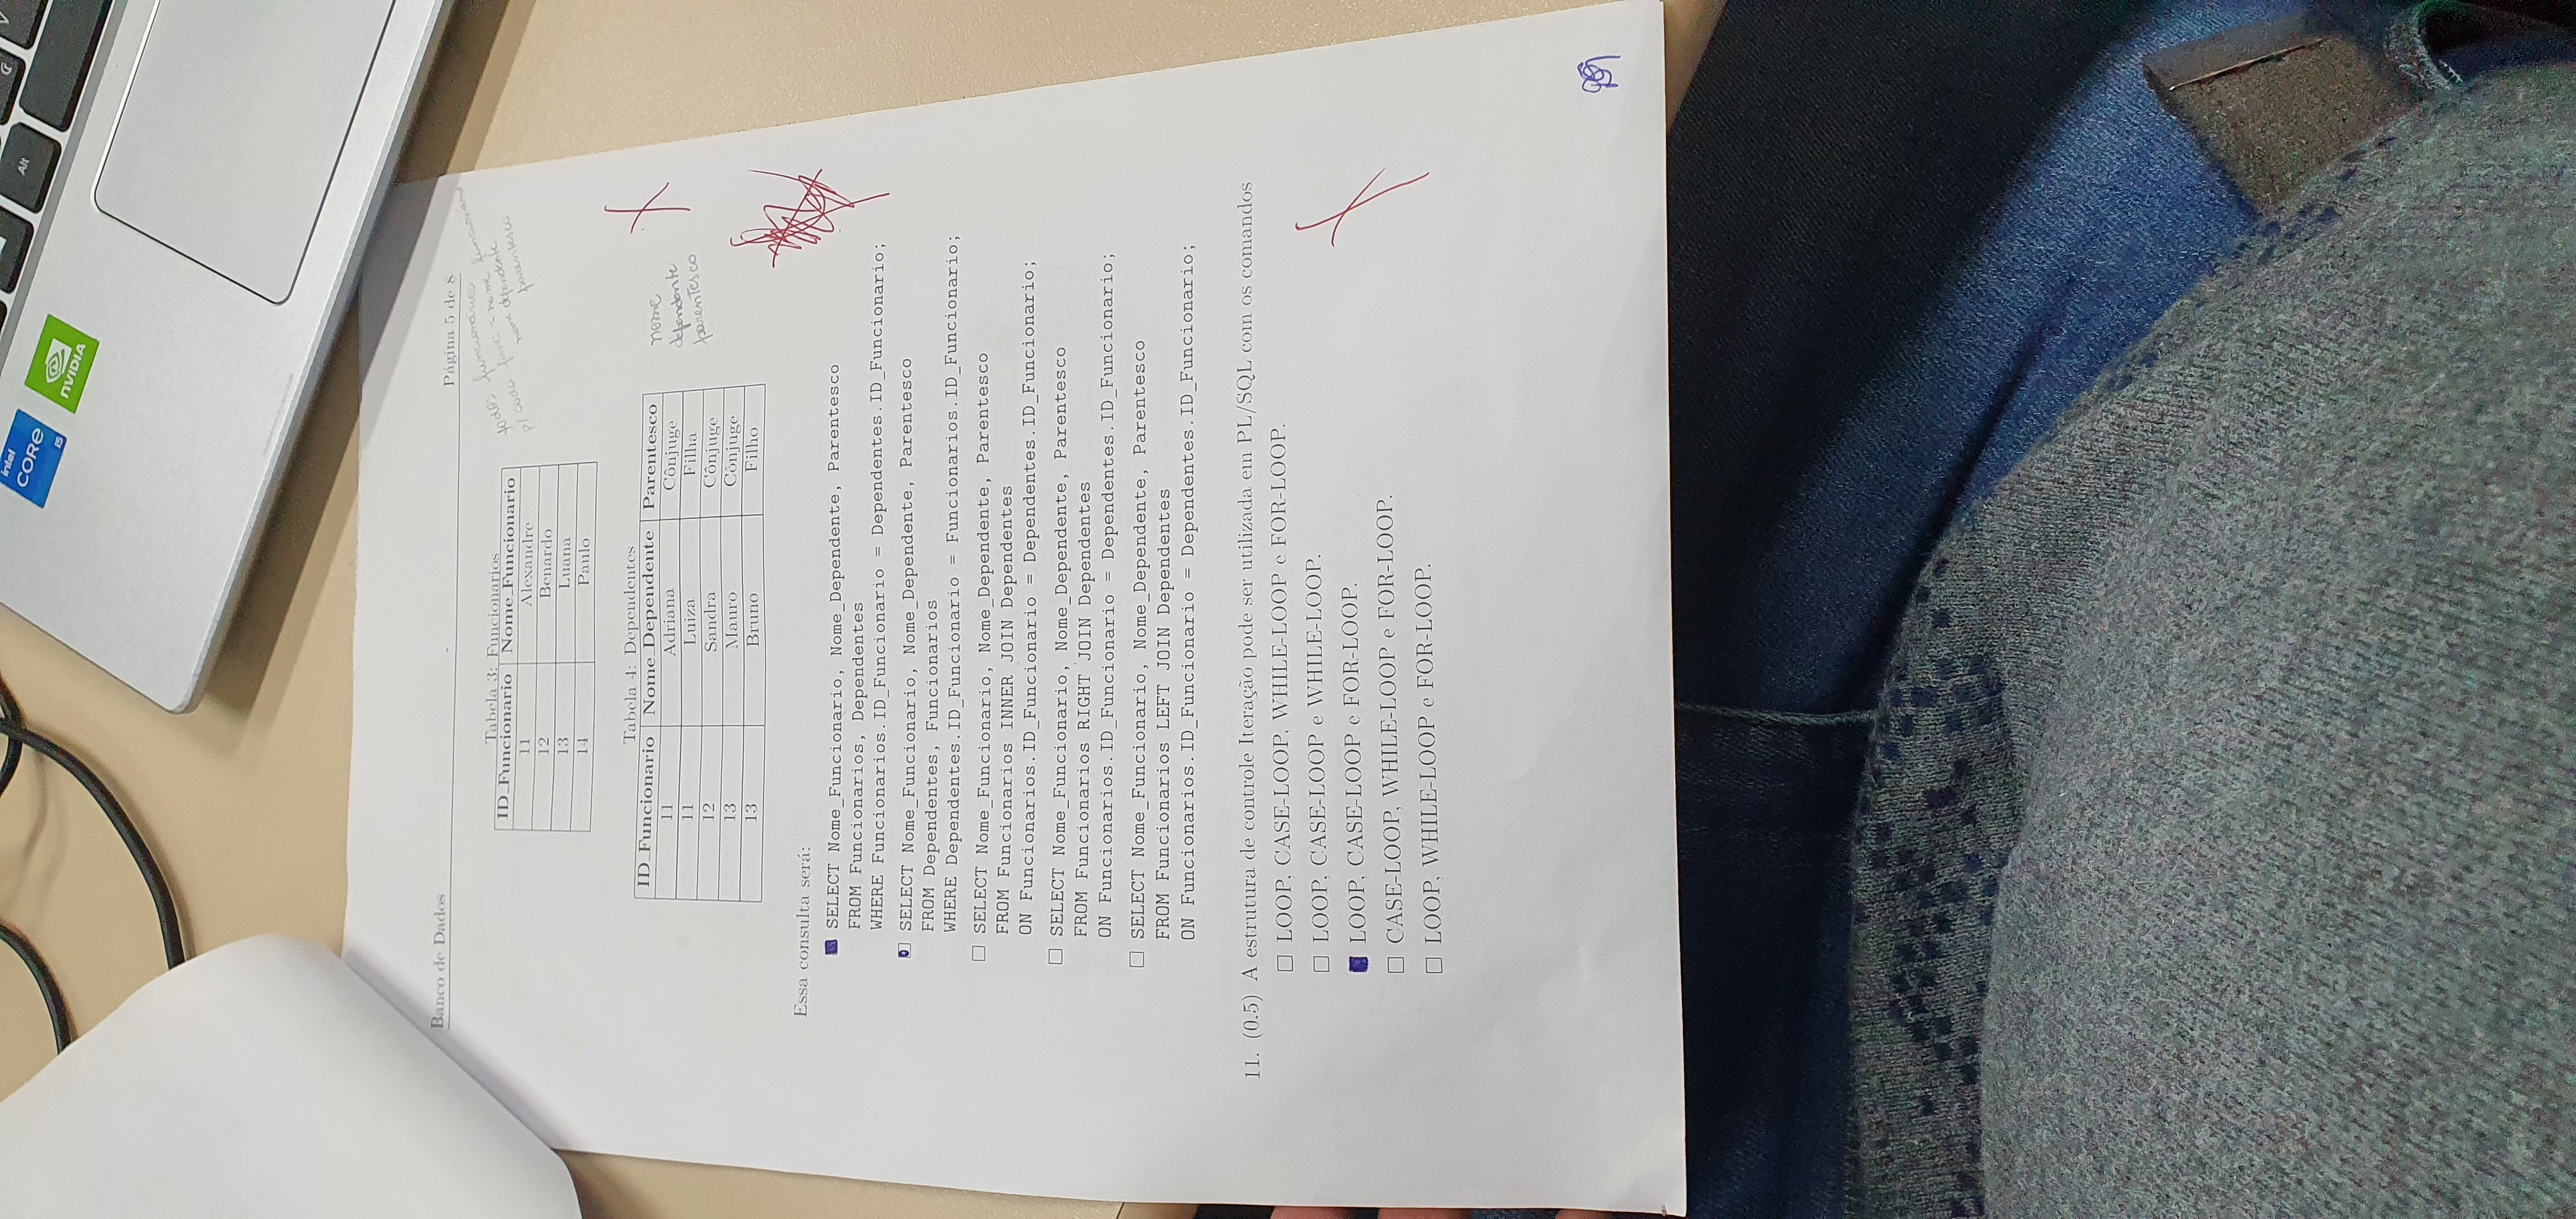 intel
CORE
i5
NVIDIA
Alt
Banco de Dados
-
Página 5 de 8
todos funcionários
p/ cada func = nome funcionario
nome dependente
parentesco
Tabela 3: Funcionarios
ID_Funcionario Nome_Funcionario
11 Alexandre
12 Benardo
13 Luana
14 Paulo
Tabela 4: Dependentes
ID_Funcionario Nome_Dependente Parentesco
11 Adriana Cônjuge
11 Luiza Filha
12 Sandra Cônjuge
13 Mauro Cônjuge
13 Bruno Filho
nome
dependente
parentesco
Essa consulta será:
SELECT Nome_Funcionario, Nome_Dependente, Parentesco
FROM Funcionarios, Dependentes
WHERE Funcionarios.ID_Funcionario = Dependentes.ID_Funcionario;
SELECT Nome_Funcionario, Nome_Dependente, Parentesco
FROM Dependentes, Funcionarios
WHERE Dependentes.ID_Funcionario = Funcionarios.ID_Funcionario;
SELECT Nome_Funcionario, Nome_Dependente, Parentesco
FROM Funcionarios INNER JOIN Dependentes
ON Funcionarios.ID_Funcionario = Dependentes.ID_Funcionario;
SELECT Nome_Funcionario, Nome_Dependente, Parentesco
FROM Funcionarios RIGHT JOIN Dependentes
ON Funcionarios.ID_Funcionario = Dependentes.ID_Funcionario;
SELECT Nome_Funcionario, Nome_Dependente, Parentesco
FROM Funcionarios LEFT JOIN Dependentes
ON Funcionarios.ID_Funcionario = Dependentes.ID_Funcionario;
11. (0.5) A estrutura de controle Iteração pode ser utilizada em PL/SQL com os comandos
LOOP, CASE-LOOP, WHILE-LOOP e FOR-LOOP.
LOOP, CASE-LOOP e WHILE-LOOP.
LOOP, CASE-LOOP e FOR-LOOP.
CASE-LOOP, WHILE-LOOP e FOR-LOOP.
LOOP, WHILE-LOOP e FOR-LOOP.